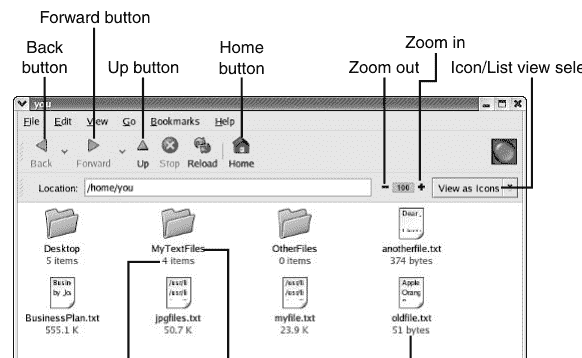 Forward button
Back button
Up button
Home button
Zoom out
Zoom in
Icon/List view sele
you
File Edit View Go Bookmarks Help
Back Forward Up Stop Reload Home
Location: /home/you 100 View as Icons
Desktop MyTextFiles OtherFiles anotherfile.txt
5 items 4 items 0 items 374 bytes
BusinessPlan.txt jpgfiles.txt myfile.txt oldfile.txt
555.1 K 50.7 K 23.9 K 51 bytes